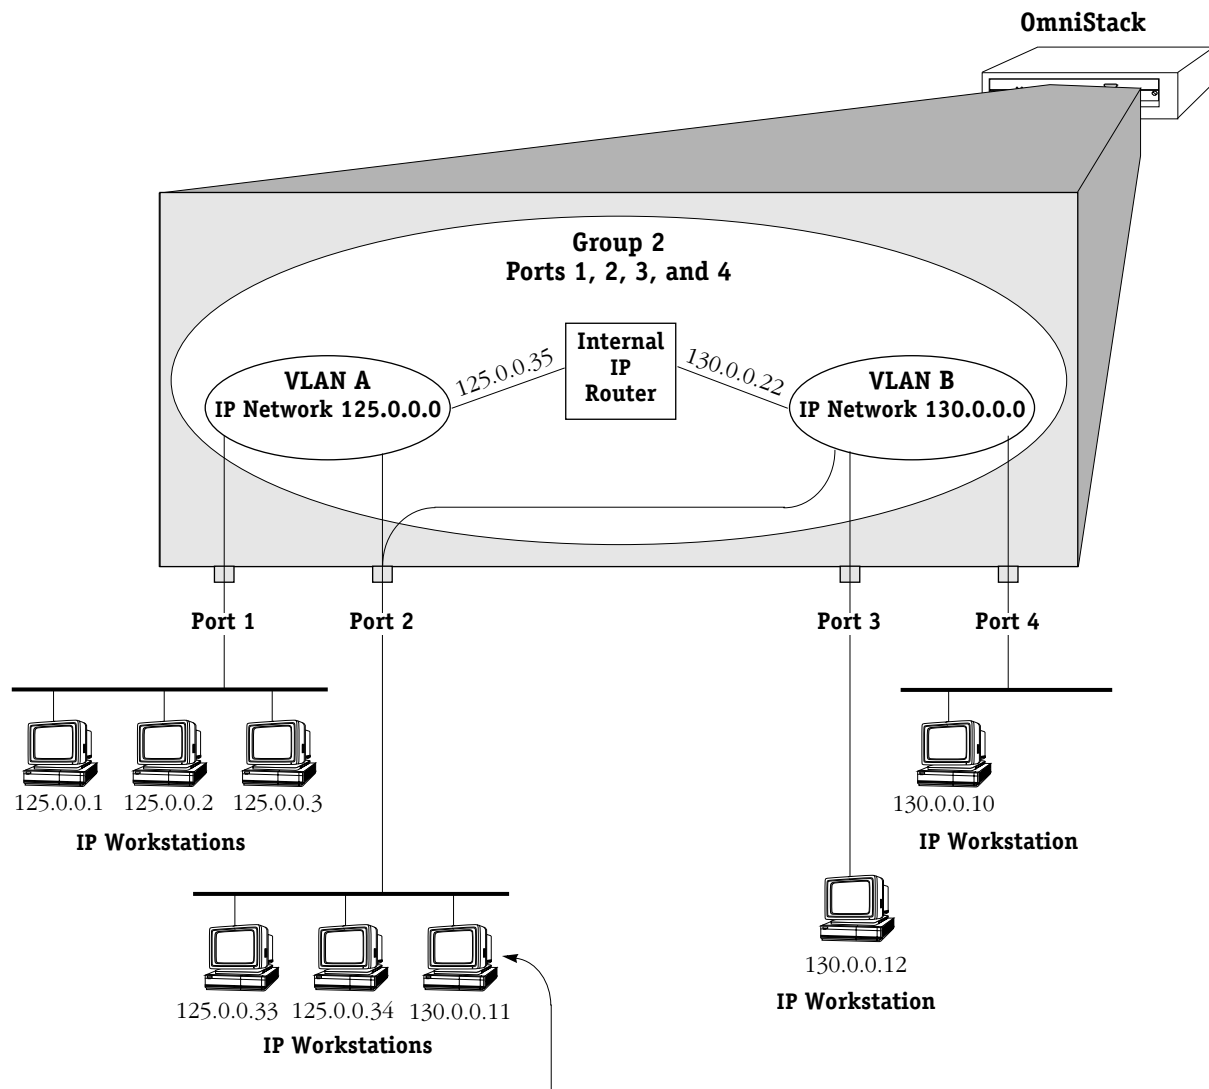 OmniStack
Group 2
Ports 1, 2, 3, and 4
Internal
IP
Router
125.0.0.35
130.0.0.22
VLAN A
IP Network 125.0.0.0
VLAN B
IP Network 130.0.0.0
Port 1
Port 2
Port 3
Port 4
125.0.0.1
125.0.0.2
125.0.0.3
IP Workstations
130.0.0.10
IP Workstation
125.0.0.33
125.0.0.34
130.0.0.11
IP Workstations
130.0.0.12
IP Workstation